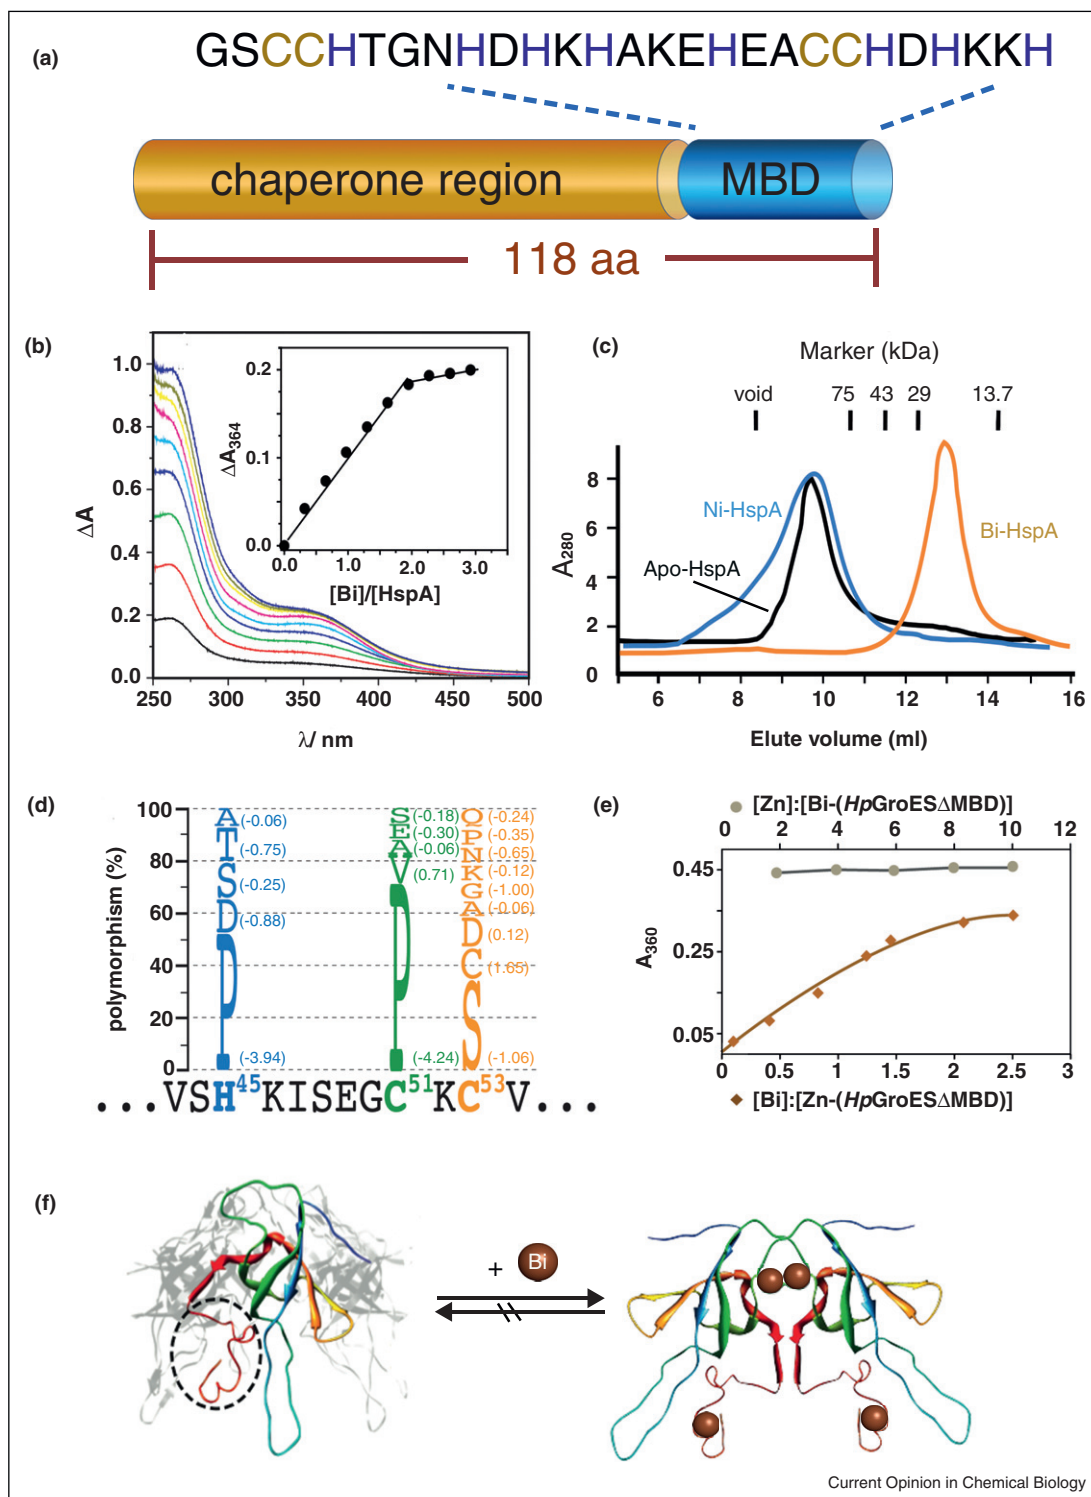 (a)
GSCCHTGNHDHKHAKEHEACCHDHKKH
chaperone region
MBD
118 aa
(b)
ΔA
1.0
0.8
0.6
0.4
0.2
0.0
250 300 350 400 450 500
λ/ nm
ΔA364
0.2
0.1
0.0
0.0 1.0 2.0 3.0
[Bi]/[HspA]
(c)
Marker (kDa)
void 75 43 29 13.7
A280
8
6
4
2
0
Ni-HspA
Bi-HspA
Apo-HspA
6 8 10 12 14 16
Elute volume (ml)
(d)
polymorphism (%)
100
80
60
40
20
0
A (-0.06)
T (-0.75)
S (-0.25)
D (-0.88)
P (-3.94)
S (-0.18)
E (-0.30)
A (-0.06)
V (0.71)
P (-4.24)
Q (-0.24)
P (-0.35)
N (-0.65)
K (-0.12)
G (-1.00)
A (-0.06)
D (0.12)
C (1.65)
S (-1.06)
...VSH45KISEGC51KC53V...
(e)
[Zn]:[Bi-(HpGroESΔMBD)]
0 2 4 6 8 10 12
A360
0.45
0.25
0.05
0 0.5 1 1.5 2 2.5 3
[Bi]:[Zn-(HpGroESΔMBD)]
(f)
+ Bi
Current Opinion in Chemical Biology